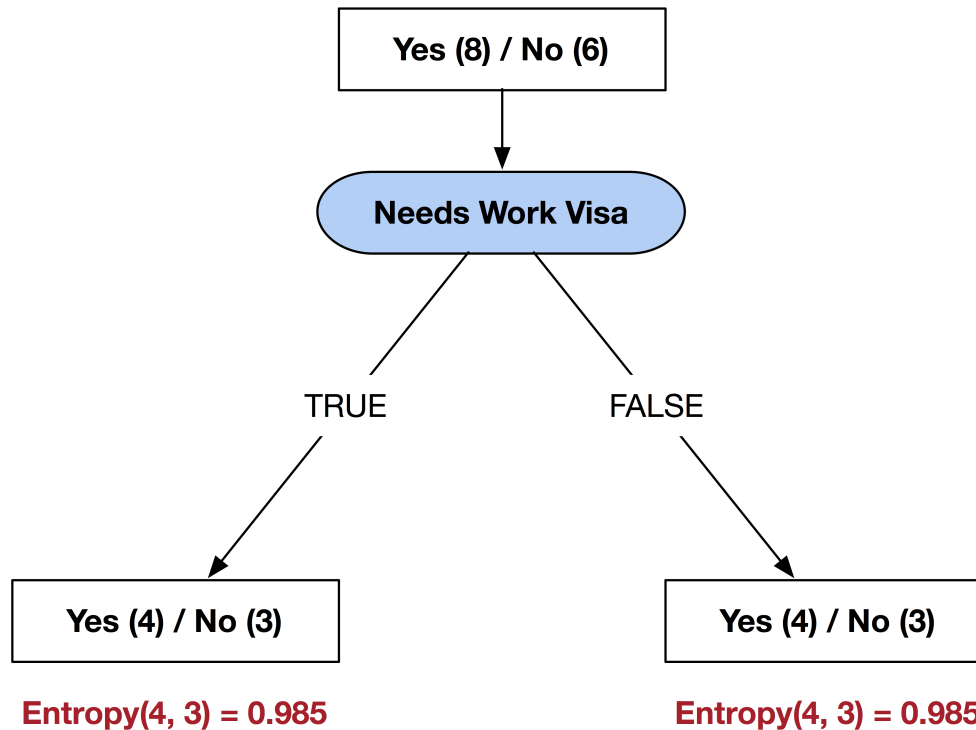 Yes (8) / No (6)
Needs Work Visa
TRUE
FALSE
Yes (4) / No (3)
Yes (4) / No (3)
Entropy(4, 3) = 0.985
Entropy(4, 3) = 0.985